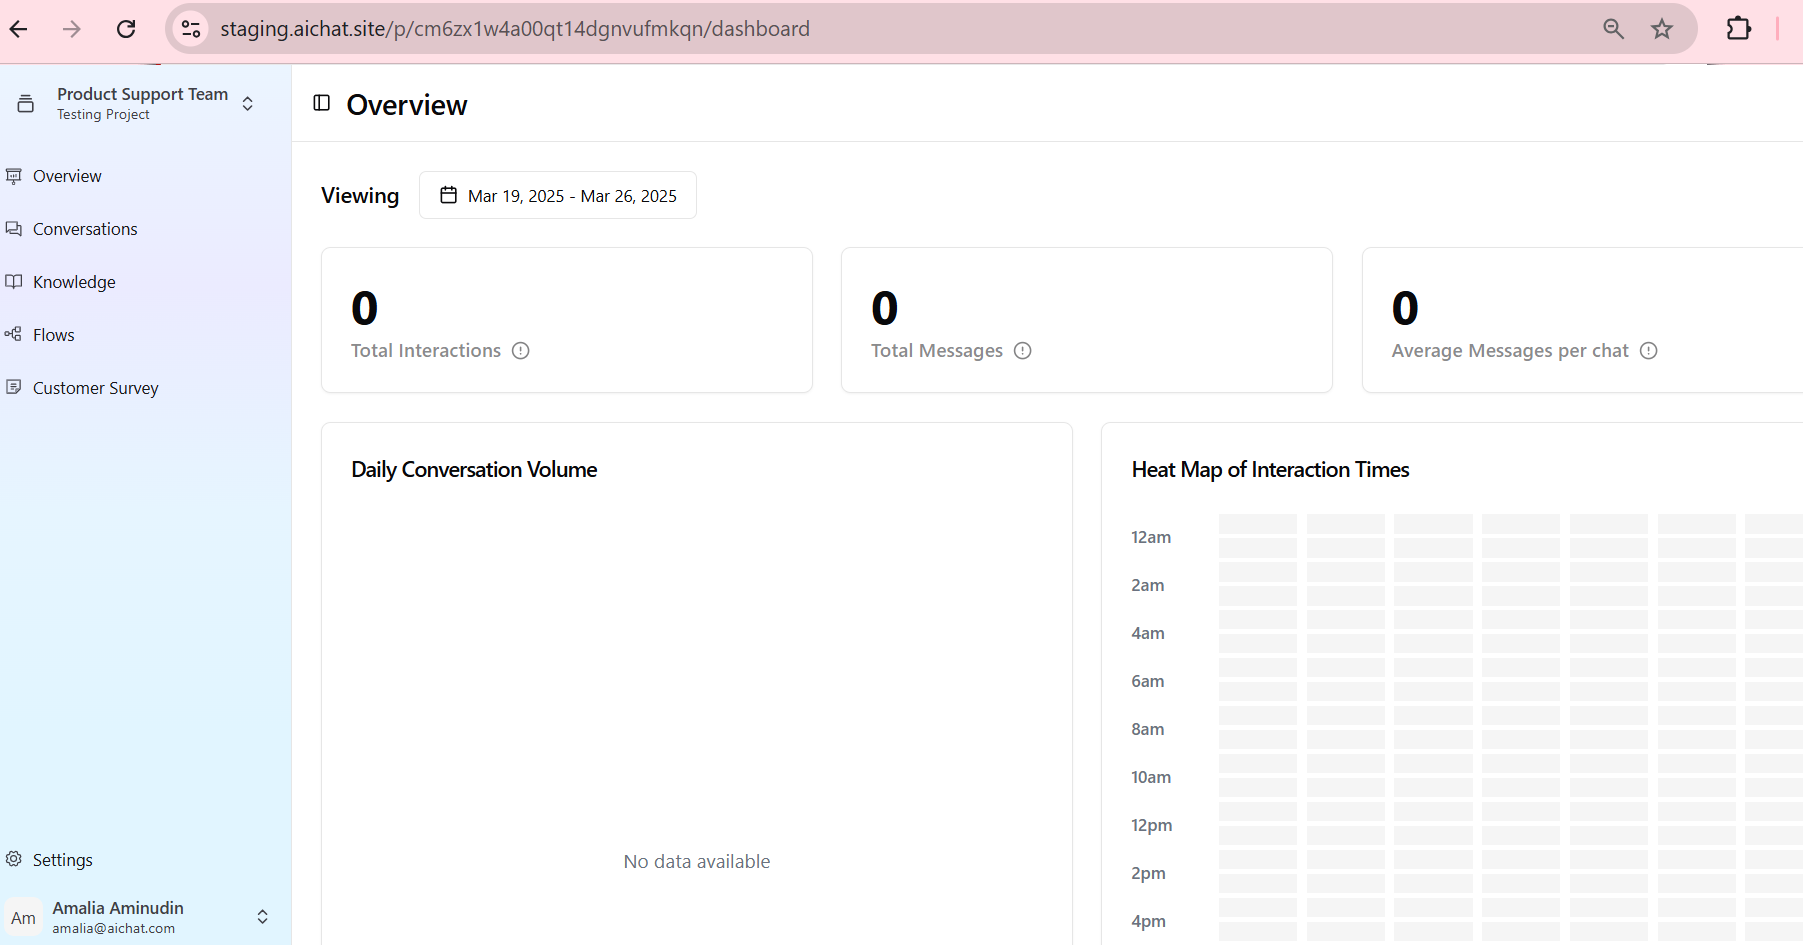 staging.aichat.site/p/cm6zx1w4a00qt14dgnvufmkqn/dashboard
Product Support Team
Testing Project
Overview
Conversations
Knowledge
Flows
Customer Survey
Settings
Am
Amalia Aminudin
amalia@aichat.com
Overview
Viewing
Mar 19, 2025 - Mar 26, 2025
0
Total Interactions
0
Total Messages
0
Average Messages per chat
Daily Conversation Volume
No data available
Heat Map of Interaction Times
12am
2am
4am
6am
8am
10am
12pm
2pm
4pm